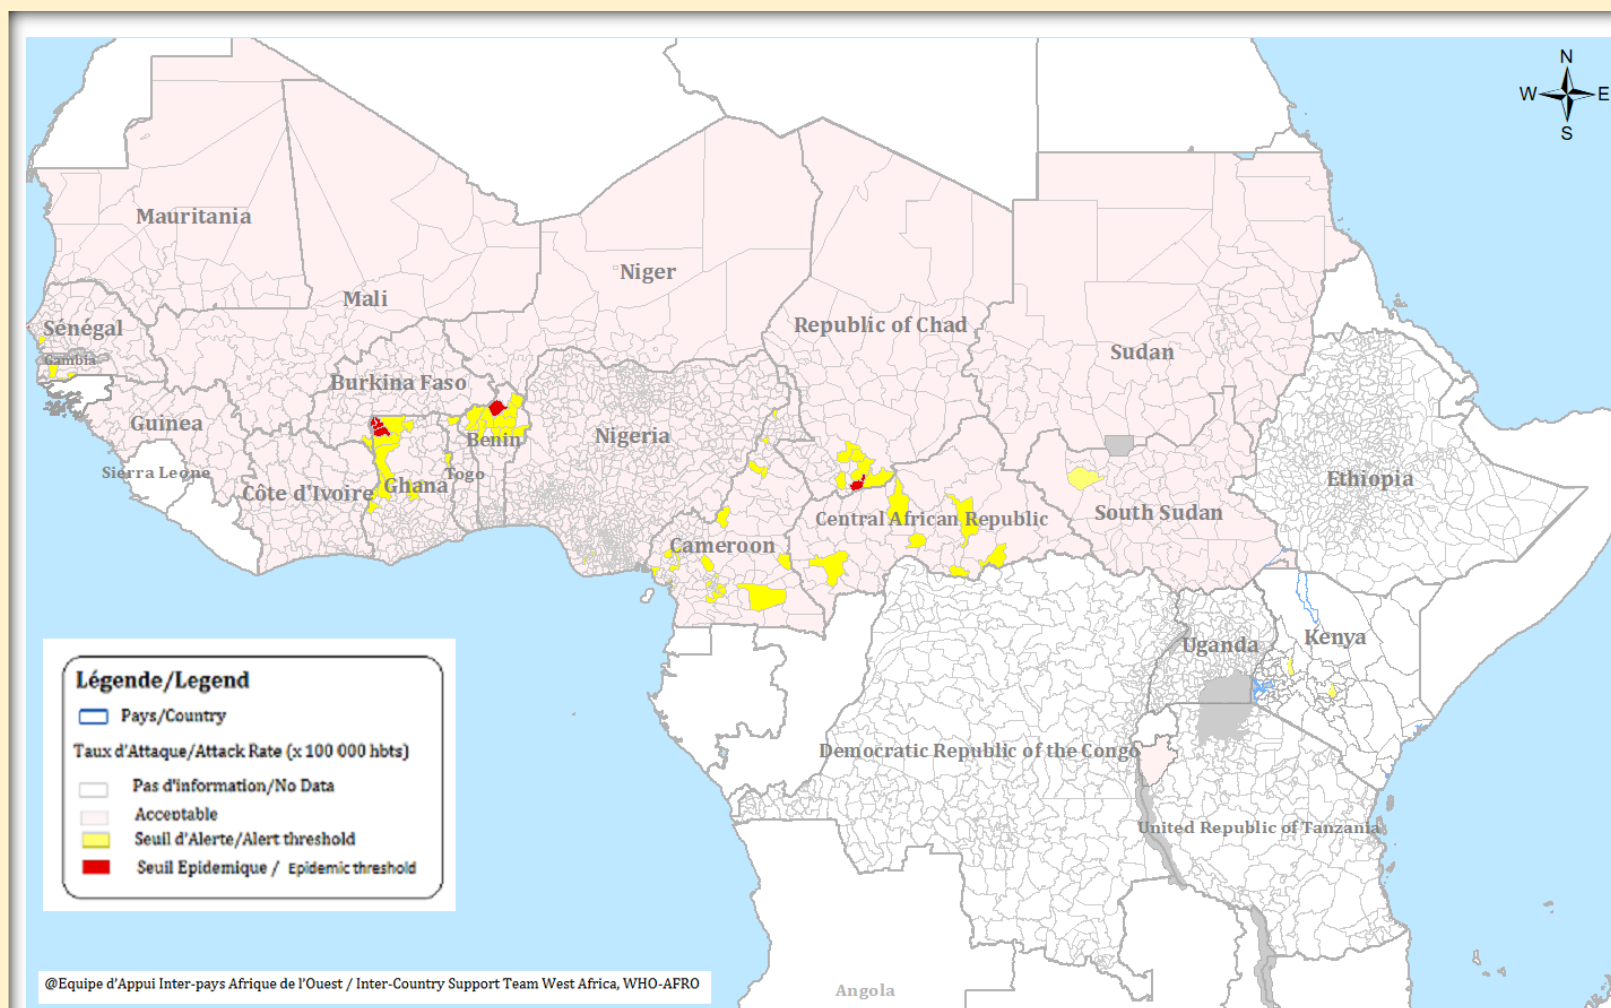 N
W E
S
Mauritania
Niger
Mali
Republic of Chad
Sénégal
Sudan
Gambia
Burkina Faso
Guinea
Benin
Nigeria
Sierra Leone
Togo
Ethiopia
Côte d'Ivoire
Ghana
South Sudan
Central African Republic
Cameroon
Uganda
Kenya
Democratic Republic of the Congo
United Republic of Tanzania
Angola
Légende/Legend
Pays/Country
Taux d'Attaque/Attack Rate (x 100 000 hbts)
Pas d'information/No Data
Acceptable
Seuil d'Alerte/Alert threshold
Seuil Epidemique / Epidemic threshold
@Equipe d'Appui Inter-pays Afrique de l'Ouest / Inter-Country Support Team West Africa, WHO-AFRO